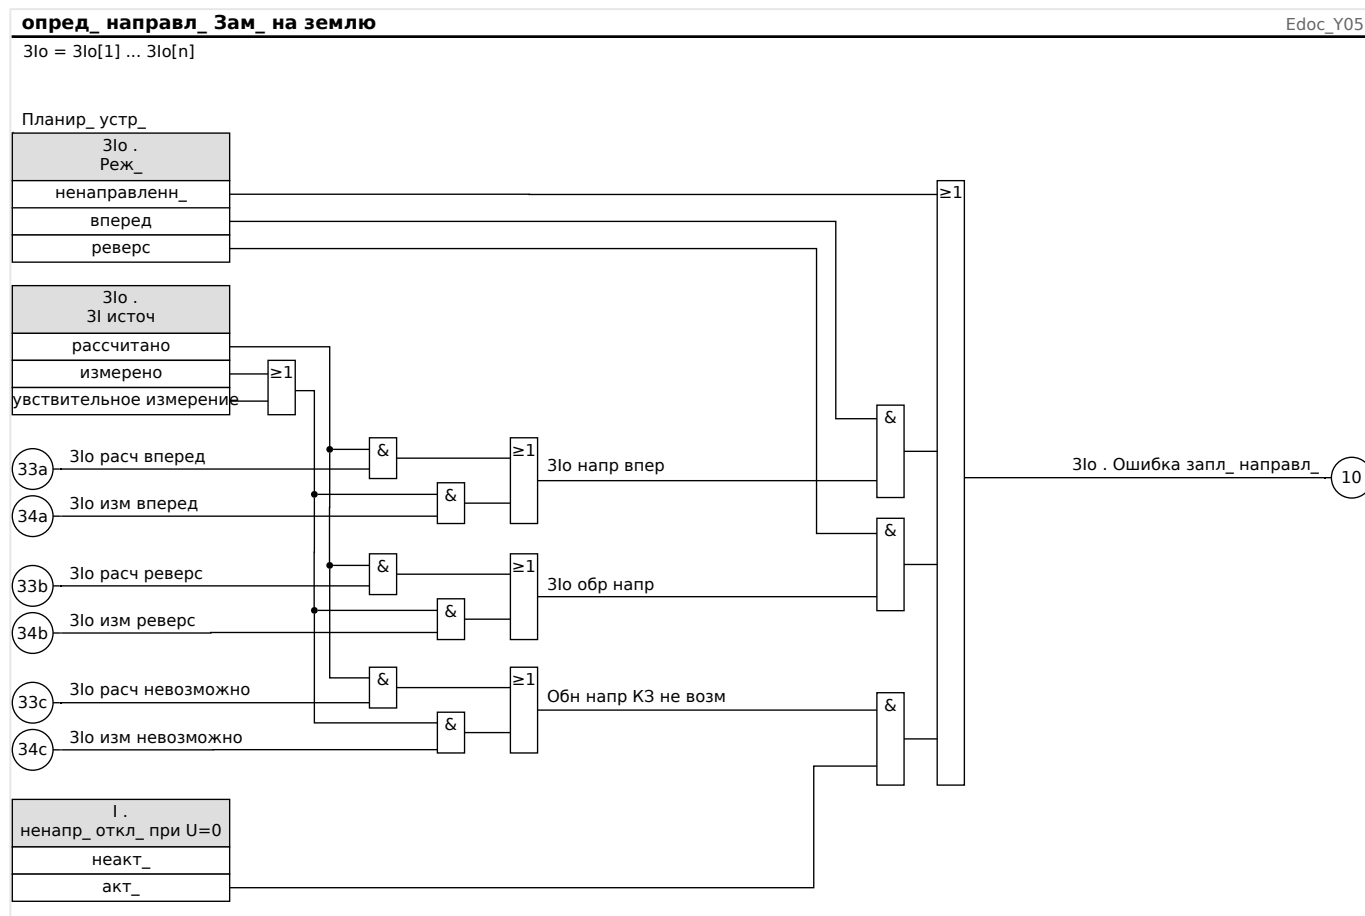 опред_ направл_ Зам_ на землю
Edoc_Y05
3Io = 3Io[1] ... 3Io[n]
Планир_ устр_
3Io .
Реж_
ненаправленн_
вперед
реверс
≥1
3Io .
3I источ
рассчитано
измерено
увствительное измерение
≥1
&
33a
3Io расч вперед
&
≥1
3Io напр впер
3Io . Ошибка запл_ направл_
10
34a
3Io изм вперед
&
&
33b
3Io расч реверс
&
≥1
3Io обр напр
34b
3Io изм реверс
&
33c
3Io расч невозможно
&
≥1
Обн напр КЗ не возм
&
34c
3Io изм невозможно
&
I .
ненапр_ откл_ при U=0
неакт_
акт_